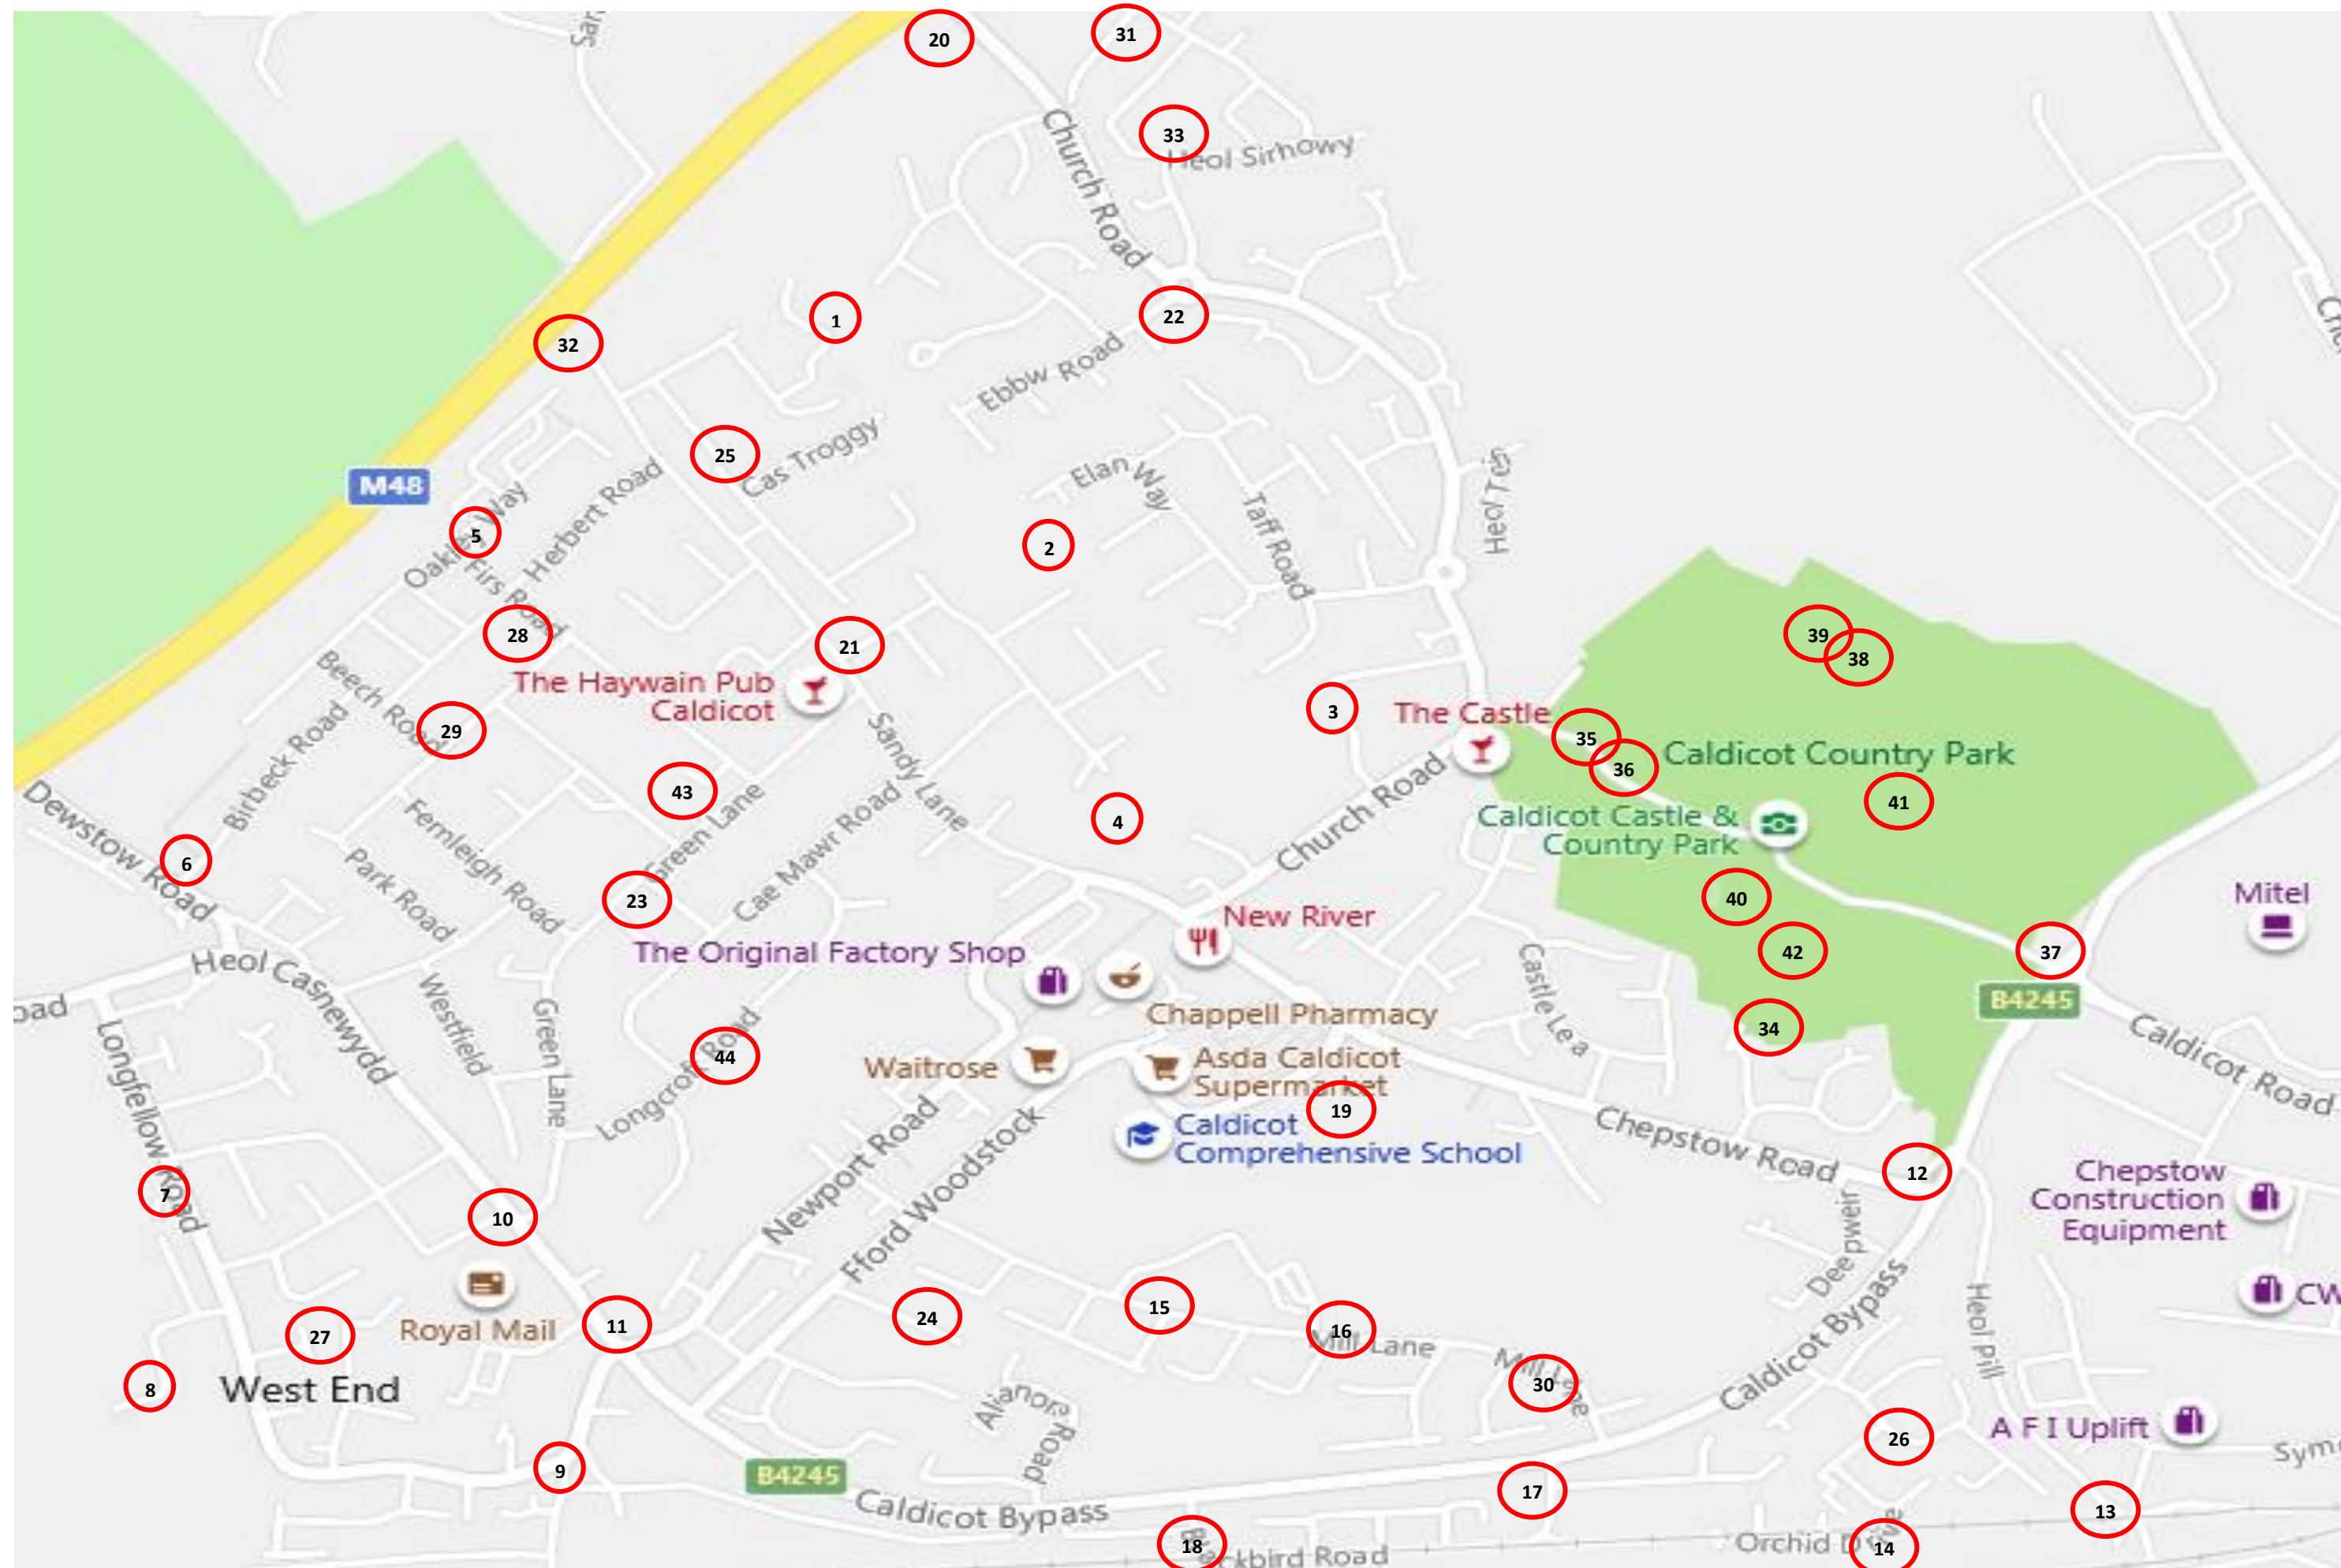 20
31
Church Road
33
Heol Sirhowy
1
22
32
Ebbw Road
25
Cas Troggy
M48
Herbert Road
Elan Way
Heol Teifi
Taff Road
5
Oakley Way
Firs Road
2
28
21
39
38
The Haywain Pub
Caldicot
Beech Road
29
3
The Castle
35
36
Caldicot Country Park
Sandy Lane
Birbeck Road
43
41
Dewstow Road
Green Lane
Cae Mawr Road
4
Church Road
Caldicot Castle &
Country Park
6
Fernleigh Road
Park Road
23
40
Mitel
New River
The Original Factory Shop
42
37
Heol Casnewydd
Castle Lea
B4245
Westfield
Green Lane
Chappell Pharmacy
34
Caldicot Road
Longfellow Road
44
Longcroft Road
Waitrose
Asda Caldicot
Supermarket
19
Caldicot
Comprehensive School
Chepstow Road
12
Newport Road
Fford Woodstock
Chepstow
Construction
Equipment
7
10
Deepweir
Heol Pill
CW
Royal Mail
11
24
15
16
Mill Lane
27
Mill Lane
30
Caldicot Bypass
8
West End
Alianore Road
26
A F I Uplift
9
B4245
Caldicot Bypass
17
13
18
Blackbird Road
Orchid Drive
14